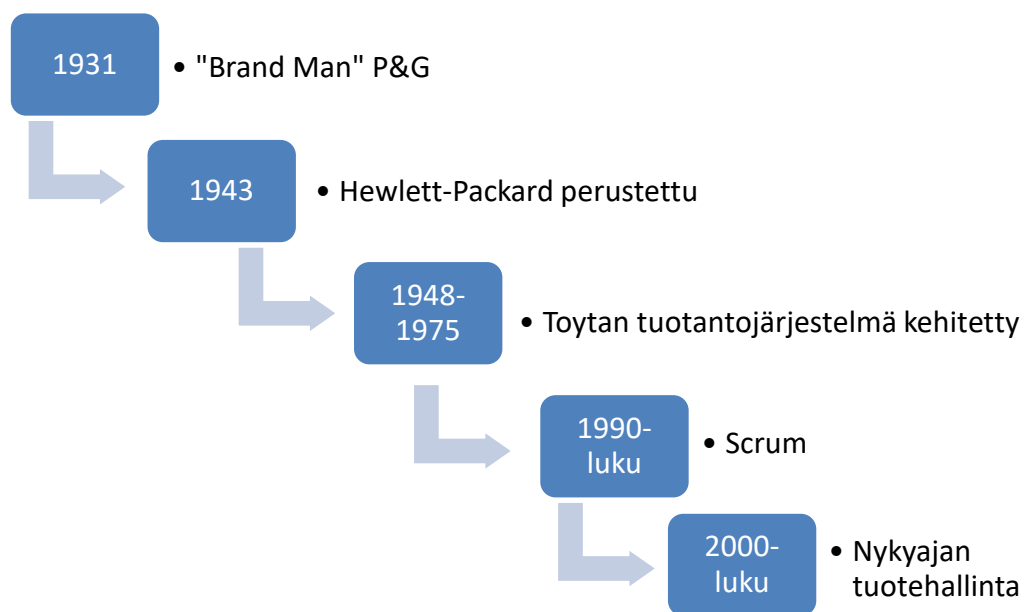 1931
• "Brand Man" P&G
1943
• Hewlett-Packard perustettu
1948-
1975
• Toytan tuotantojärjestelmä kehitetty
1990-
luku
• Scrum
2000-
luku
• Nykyajan
tuotehallinta